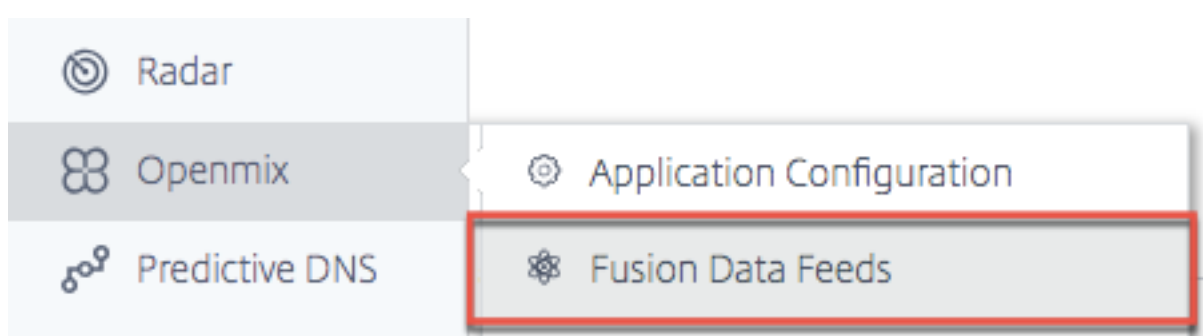 Radar
Openmix
Application Configuration
Predictive DNS
Fusion Data Feeds